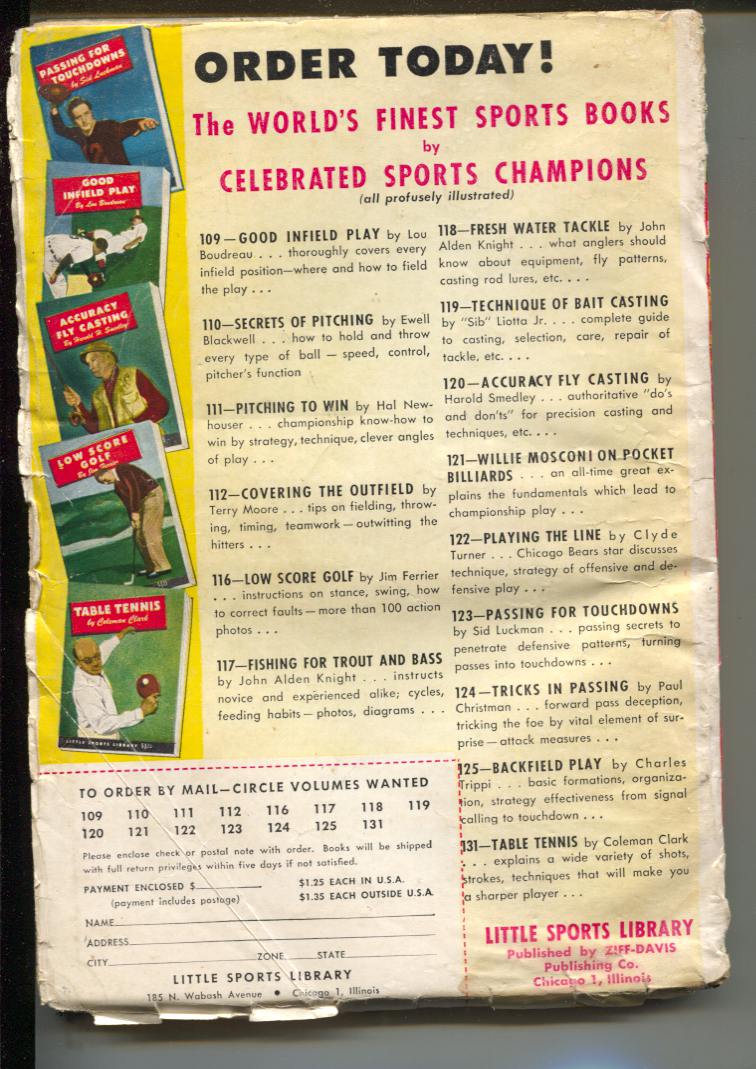 PASSING FOR
TOUCHDOWNS
by Sid Luckman
GOOD
INFIELD PLAY
By Lou Boudreau
ACCURACY
FLY CASTING
By Harold H. Smedley
LOW SCORE
GOLF
By Jim Ferrier
TABLE TENNIS
by Coleman Clark
LITTLE SPORTS LIBRARY
ORDER TODAY!
The WORLD'S FINEST SPORTS BOOKS
by
CELEBRATED SPORTS CHAMPIONS
(all profusely illustrated)
109—GOOD INFIELD PLAY by Lou
Boudreau . . . thoroughly covers every
infield position—where and how to field
the play . . .
110—SECRETS OF PITCHING by Ewell
Blackwell . . . how to hold and throw
every type of ball — speed, control,
pitcher's function
111—PITCHING TO WIN by Hal New-
houser . . . championship know-how to
win by strategy, technique, clever angles
of play . . .
112—COVERING THE OUTFIELD by
Terry Moore . . . tips on fielding, throw-
ing, timing, teamwork—outwitting the
hitters . . .
116—LOW SCORE GOLF by Jim Ferrier
. . . instructions on stance, swing, how
to correct faults—more than 100 action
photos . . .
117—FISHING FOR TROUT AND BASS
by John Alden Knight . . . instructs
novice and experienced alike; cycles,
feeding habits—photos, diagrams . . .
118—FRESH WATER TACKLE by John
Alden Knight . . . what anglers should
know about equipment, fly patterns,
casting rod lures, etc. . . .
119—TECHNIQUE OF BAIT CASTING
by "Sib" Liotta Jr. . . . complete guide
to casting, selection, care, repair of
tackle, etc. . . .
120—ACCURACY FLY CASTING by
Harold Smedley . . . authoritative "do's
and don'ts" for precision casting and
techniques, etc. . . .
121—WILLIE MOSCONI ON POCKET
BILLIARDS . . . an all-time great ex-
plains the fundamentals which lead to
championship play . . .
122—PLAYING THE LINE by Clyde
Turner . . . Chicago Bears star discusses
technique, strategy of offensive and de-
fensive play . . .
123—PASSING FOR TOUCHDOWNS
by Sid Luckman . . . passing secrets to
penetrate defensive patterns, turning
passes into touchdowns . . .
124—TRICKS IN PASSING by Paul
Christman . . . forward pass deception,
tricking the foe by vital element of sur-
prise—attack measures . . .
125—BACKFIELD PLAY by Charles
Trippi . . . basic formations, organiza-
tion, strategy effectiveness from signal
calling to touchdown . . .
131—TABLE TENNIS by Coleman Clark
. . . explains a wide variety of shots,
strokes, techniques that will make you
a sharper player . . .
LITTLE SPORTS LIBRARY
Published by ZIFF-DAVIS
Publishing Co.
Chicago 1, Illinois
TO ORDER BY MAIL—CIRCLE VOLUMES WANTED
109 110 111 112 116 117 118 119
120 121 122 123 124 125 131
Please enclose check or postal note with order. Books will be shipped
with full return privileges within five days if not satisfied.
PAYMENT ENCLOSED $ $1.25 EACH IN U.S.A.
(payment includes postage) $1.35 EACH OUTSIDE U.S.A.
NAME
ADDRESS
CITY ZONE STATE
LITTLE SPORTS LIBRARY
185 N. Wabash Avenue • Chicago 1, Illinois